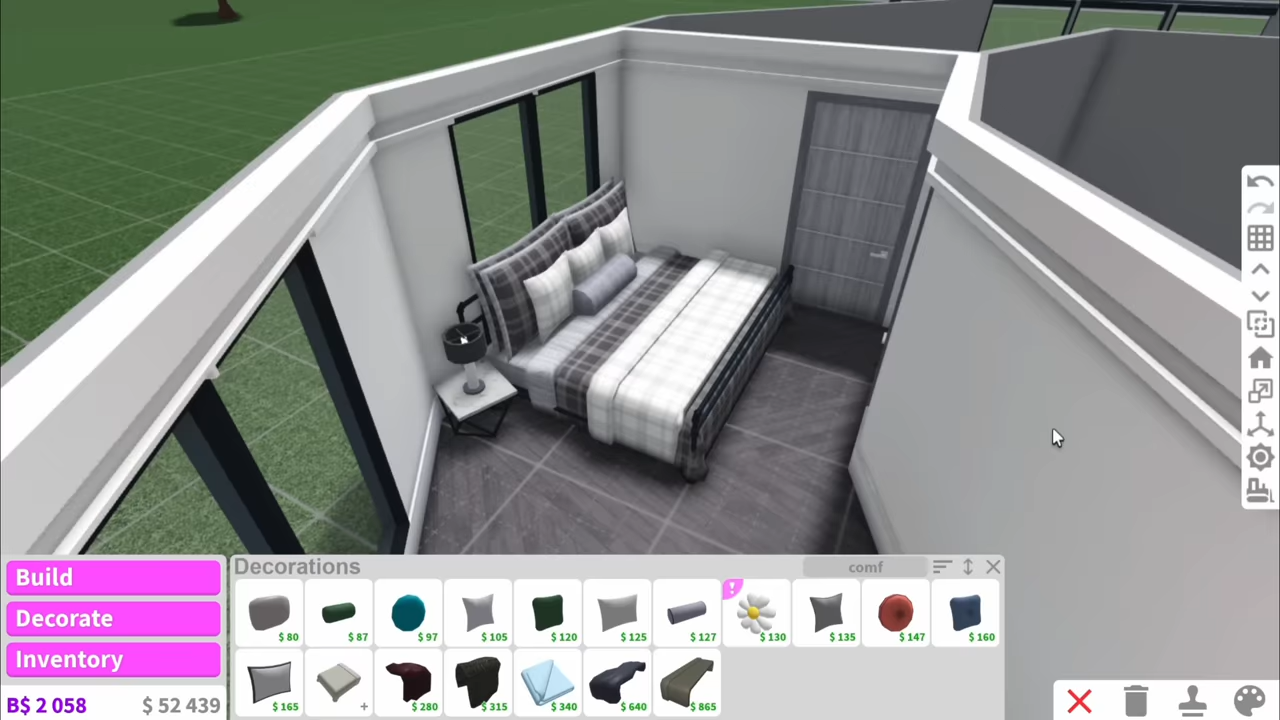 Build
Decorate
Inventory
B$ 2 058
$ 52 439
Decorations
comf
$ 80
$ 87
$ 97
$ 105
$ 120
$ 125
$ 127
!
$ 130
$ 135
$ 147
$ 160
$ 165
+
$ 280
$ 315
$ 340
$ 640
$ 865